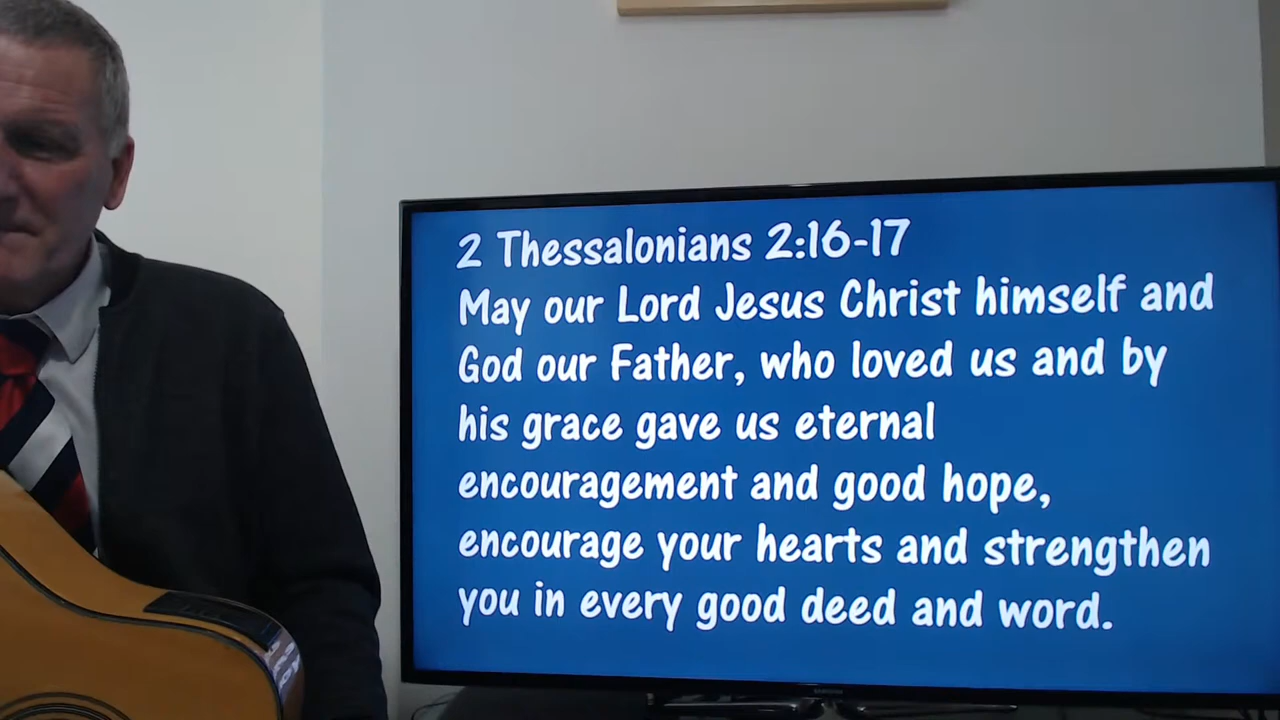 2 Thessalonians 2:16-17
May our Lord Jesus Christ himself and
God our Father, who loved us and by
his grace gave us eternal
encouragement and good hope,
encourage your hearts and strengthen
you in every good deed and word.
SAMSUNG